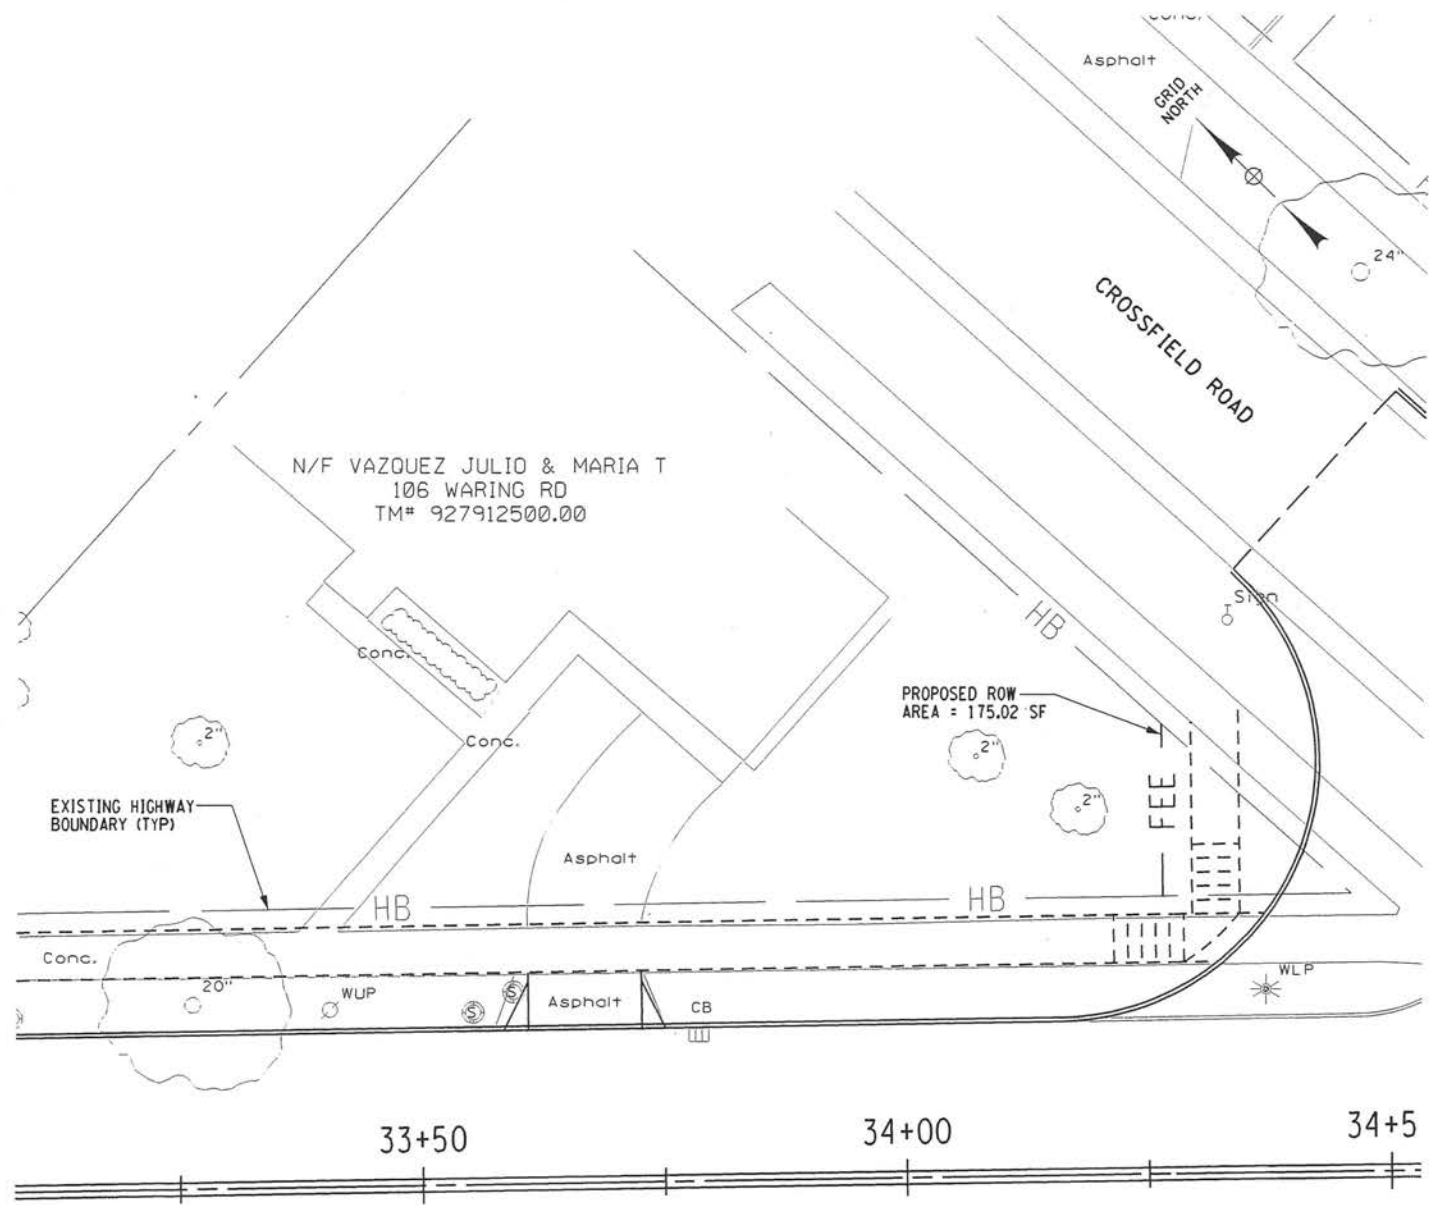 Asphalt
GRID
NORTH
24"
CROSSFIELD ROAD
N/F VAZQUEZ JULIO & MARIA T
106 WARING RD
TM# 927912500.00
Sign
HB
Conc.
PROPOSED ROW
AREA = 175.02 SF
2"
Conc.
2"
EXISTING HIGHWAY
BOUNDARY (TYP)
FEE
2"
Asphalt
HB
HB
Conc.
20"
WUP
S
S
Asphalt
CB
WLP
33+50
34+00
34+5